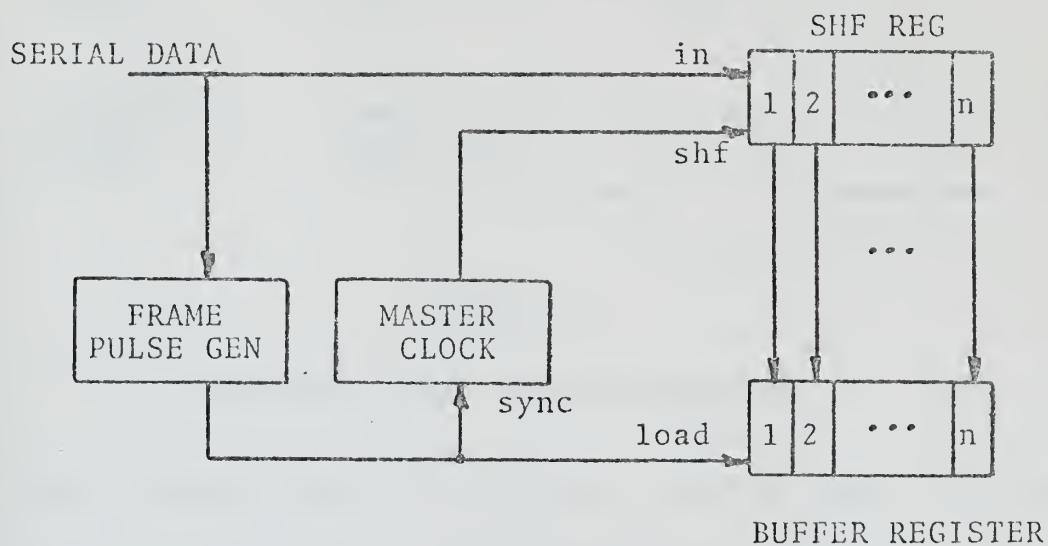 SHF REG
SERIAL DATA
in
1 2 ••• n
shf
•••
FRAME
PULSE GEN
MASTER
CLOCK
sync
load
1 2 ••• n
BUFFER REGISTER